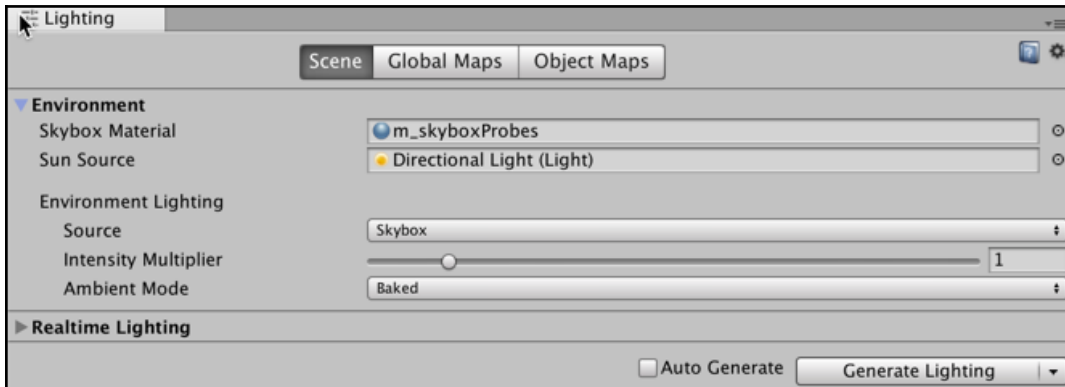 Lighting
Scene Global Maps Object Maps
Environment
Skybox Material m_skyboxProbes
Sun Source Directional Light (Light)
Environment Lighting
Source Skybox
Intensity Multiplier 1
Ambient Mode Baked
Realtime Lighting
Auto Generate Generate Lighting